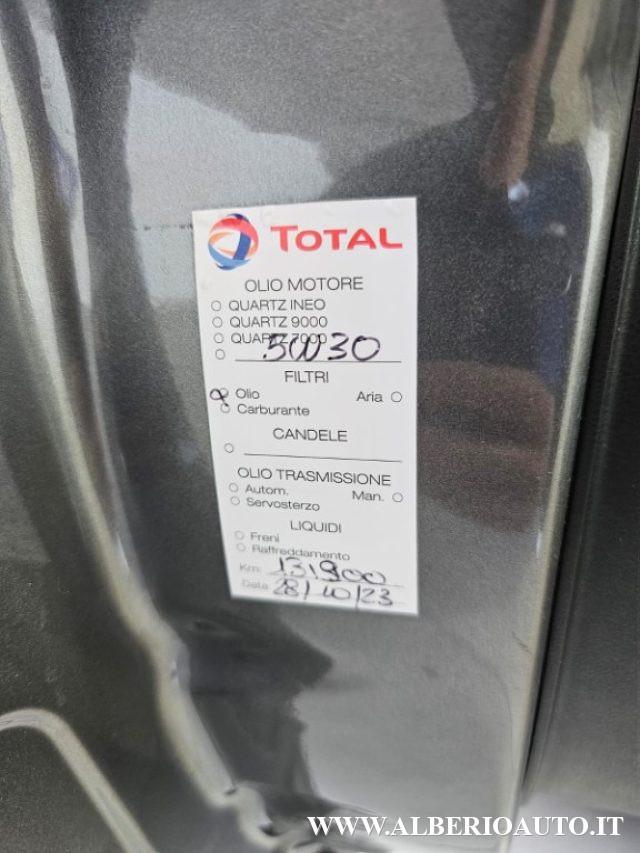 TOTAL
OLIO MOTORE
QUARTZ INEO
QUARTZ 9000
QUARTZ 7000
5W30
FILTRI
Olio Aria
Carburante
CANDELE
OLIO TRASMISSIONE
Autom. Man.
Servosterzo
LIQUIDI
Freni
Raffreddamento
Km: 131900
Data: 28/10/23
WWW.ALBERIOAUTO.IT